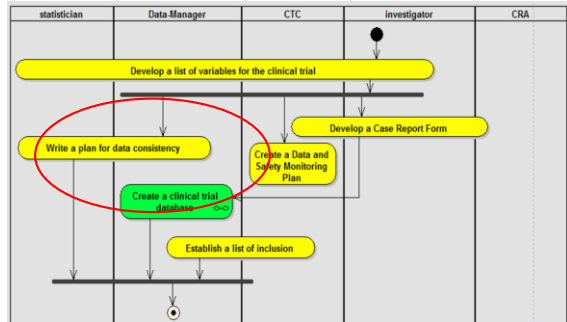 statistician
Data-Manager
CTC
investigator
CRA
Develop a list of variables for the clinical trial
Develop a Case Report Form
Write a plan for data consistency
Create a Data and
Safety Monitoring
Plan
Create a clinical trial
database
Establish a list of inclusion